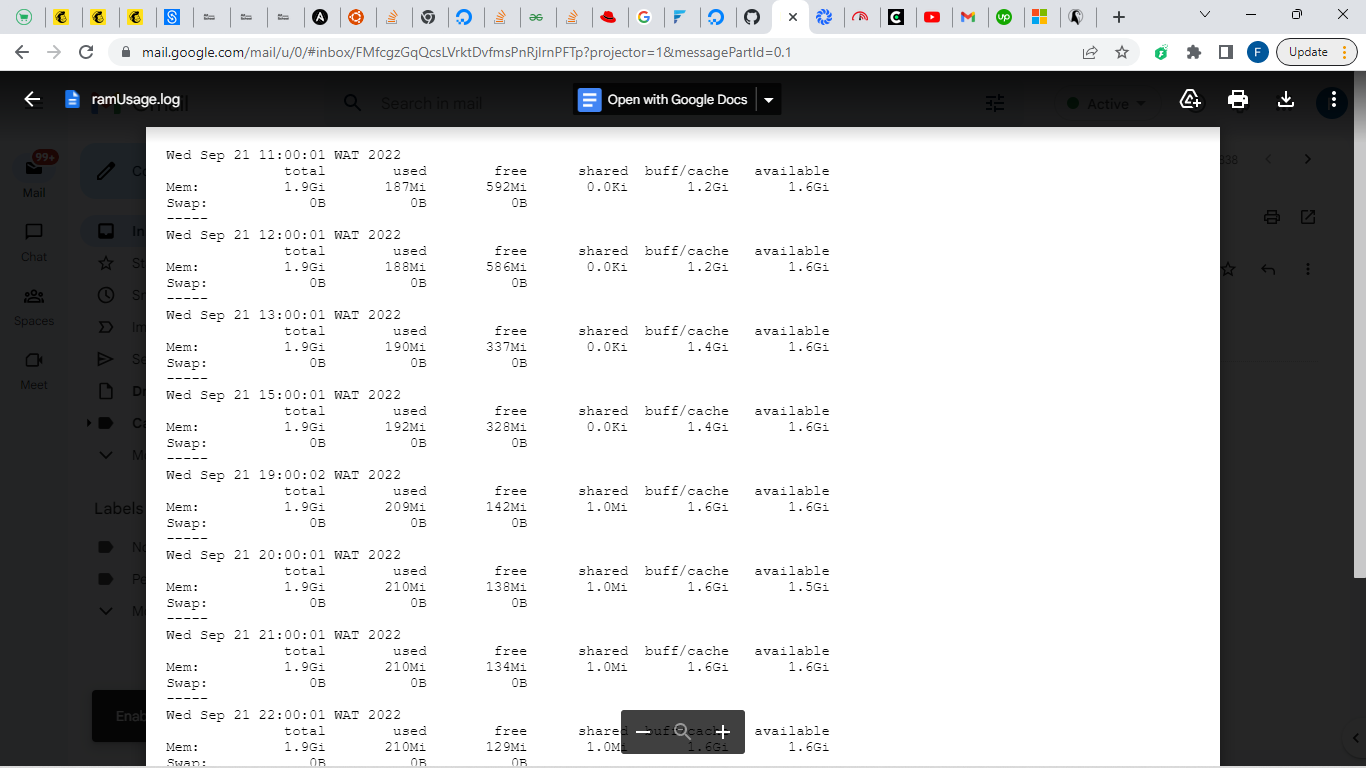 mail.google.com/mail/u/0/#inbox/FMfcgzGqQcsLVrktDvfmsPnRjlrnPFTp?projector=1&messagePartId=0.1
F
Update
ramUsage.log
Search in mail
Open with Google Docs
Active
99+
Mail
Chat
Spaces
Meet
Labels
Wed Sep 21 11:00:01 WAT 2022
total used free shared buff/cache available
Mem: 1.9Gi 187Mi 592Mi 0.0Ki 1.2Gi 1.6Gi
Swap: 0B 0B 0B
-----
Wed Sep 21 12:00:01 WAT 2022
total used free shared buff/cache available
Mem: 1.9Gi 188Mi 586Mi 0.0Ki 1.2Gi 1.6Gi
Swap: 0B 0B 0B
-----
Wed Sep 21 13:00:01 WAT 2022
total used free shared buff/cache available
Mem: 1.9Gi 190Mi 337Mi 0.0Ki 1.4Gi 1.6Gi
Swap: 0B 0B 0B
-----
Wed Sep 21 15:00:01 WAT 2022
total used free shared buff/cache available
Mem: 1.9Gi 192Mi 328Mi 0.0Ki 1.4Gi 1.6Gi
Swap: 0B 0B 0B
-----
Wed Sep 21 19:00:02 WAT 2022
total used free shared buff/cache available
Mem: 1.9Gi 209Mi 142Mi 1.0Mi 1.6Gi 1.6Gi
Swap: 0B 0B 0B
-----
Wed Sep 21 20:00:01 WAT 2022
total used free shared buff/cache available
Mem: 1.9Gi 210Mi 138Mi 1.0Mi 1.6Gi 1.5Gi
Swap: 0B 0B 0B
-----
Wed Sep 21 21:00:01 WAT 2022
total used free shared buff/cache available
Mem: 1.9Gi 210Mi 134Mi 1.0Mi 1.6Gi 1.6Gi
Swap: 0B 0B 0B
-----
Wed Sep 21 22:00:01 WAT 2022
total used free shared buff/cache available
Mem: 1.9Gi 210Mi 129Mi 1.0Mi 1.6Gi 1.6Gi
Swap: 0B 0B 0B